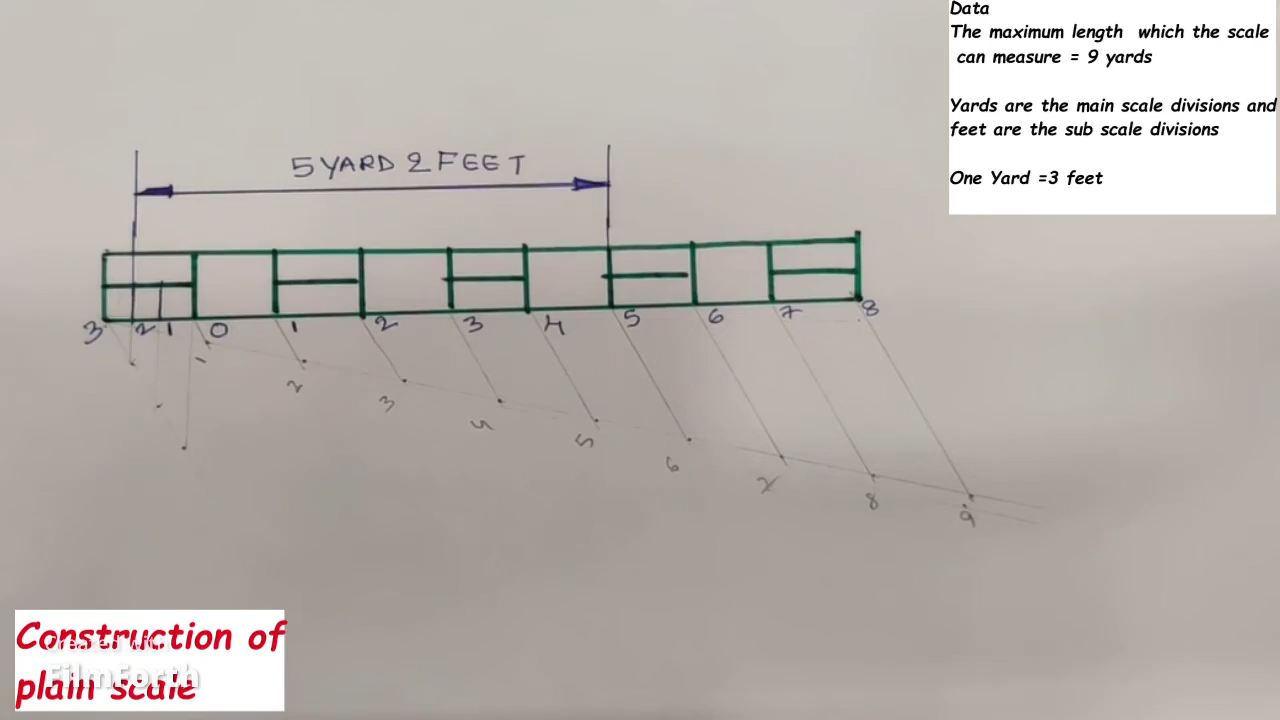 Data
The maximum length which the scale
can measure = 9 yards
Yards are the main scale divisions and
feet are the sub scale divisions
One Yard =3 feet
5 YARD 2 FEET
3 2 1 0 1 2 3 4 5 6 7 8
1 2 3 4 5 6 7 8 9
Construction of
plain scale
Created with
FilmForth